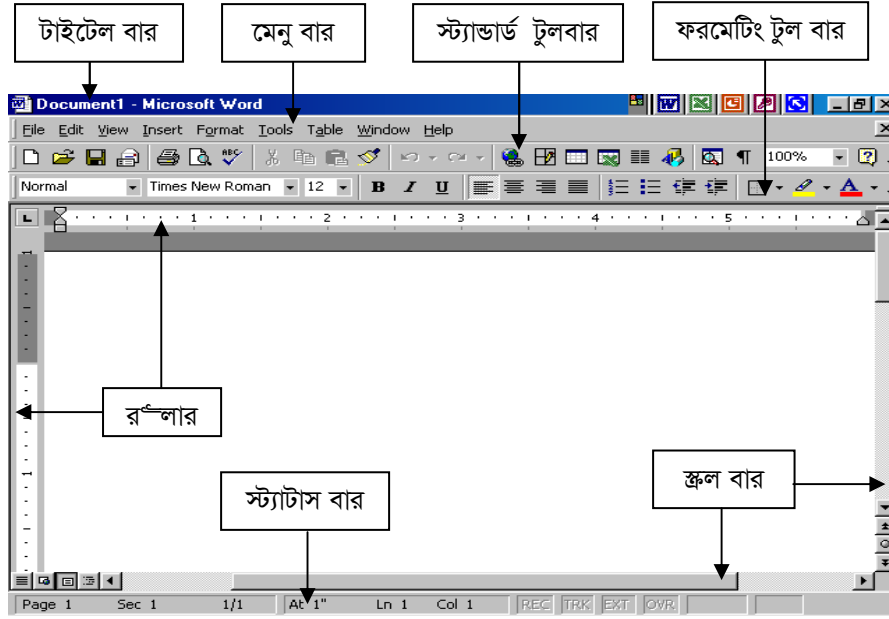 টাইটেল বার
মেনু বার
স্ট্যান্ডার্ড টুলবার
ফরমেটিং টুল বার
Document1 - Microsoft Word
File Edit View Insert Format Tools Table Window Help
100%
Normal Times New Roman 12 B I U
1 2 3 4 5
1
রুলার
1
স্ক্রল বার
স্ট্যাটাস বার
Page 1 Sec 1 1/1 At 1" Ln 1 Col 1 REC TRK EXT OVR